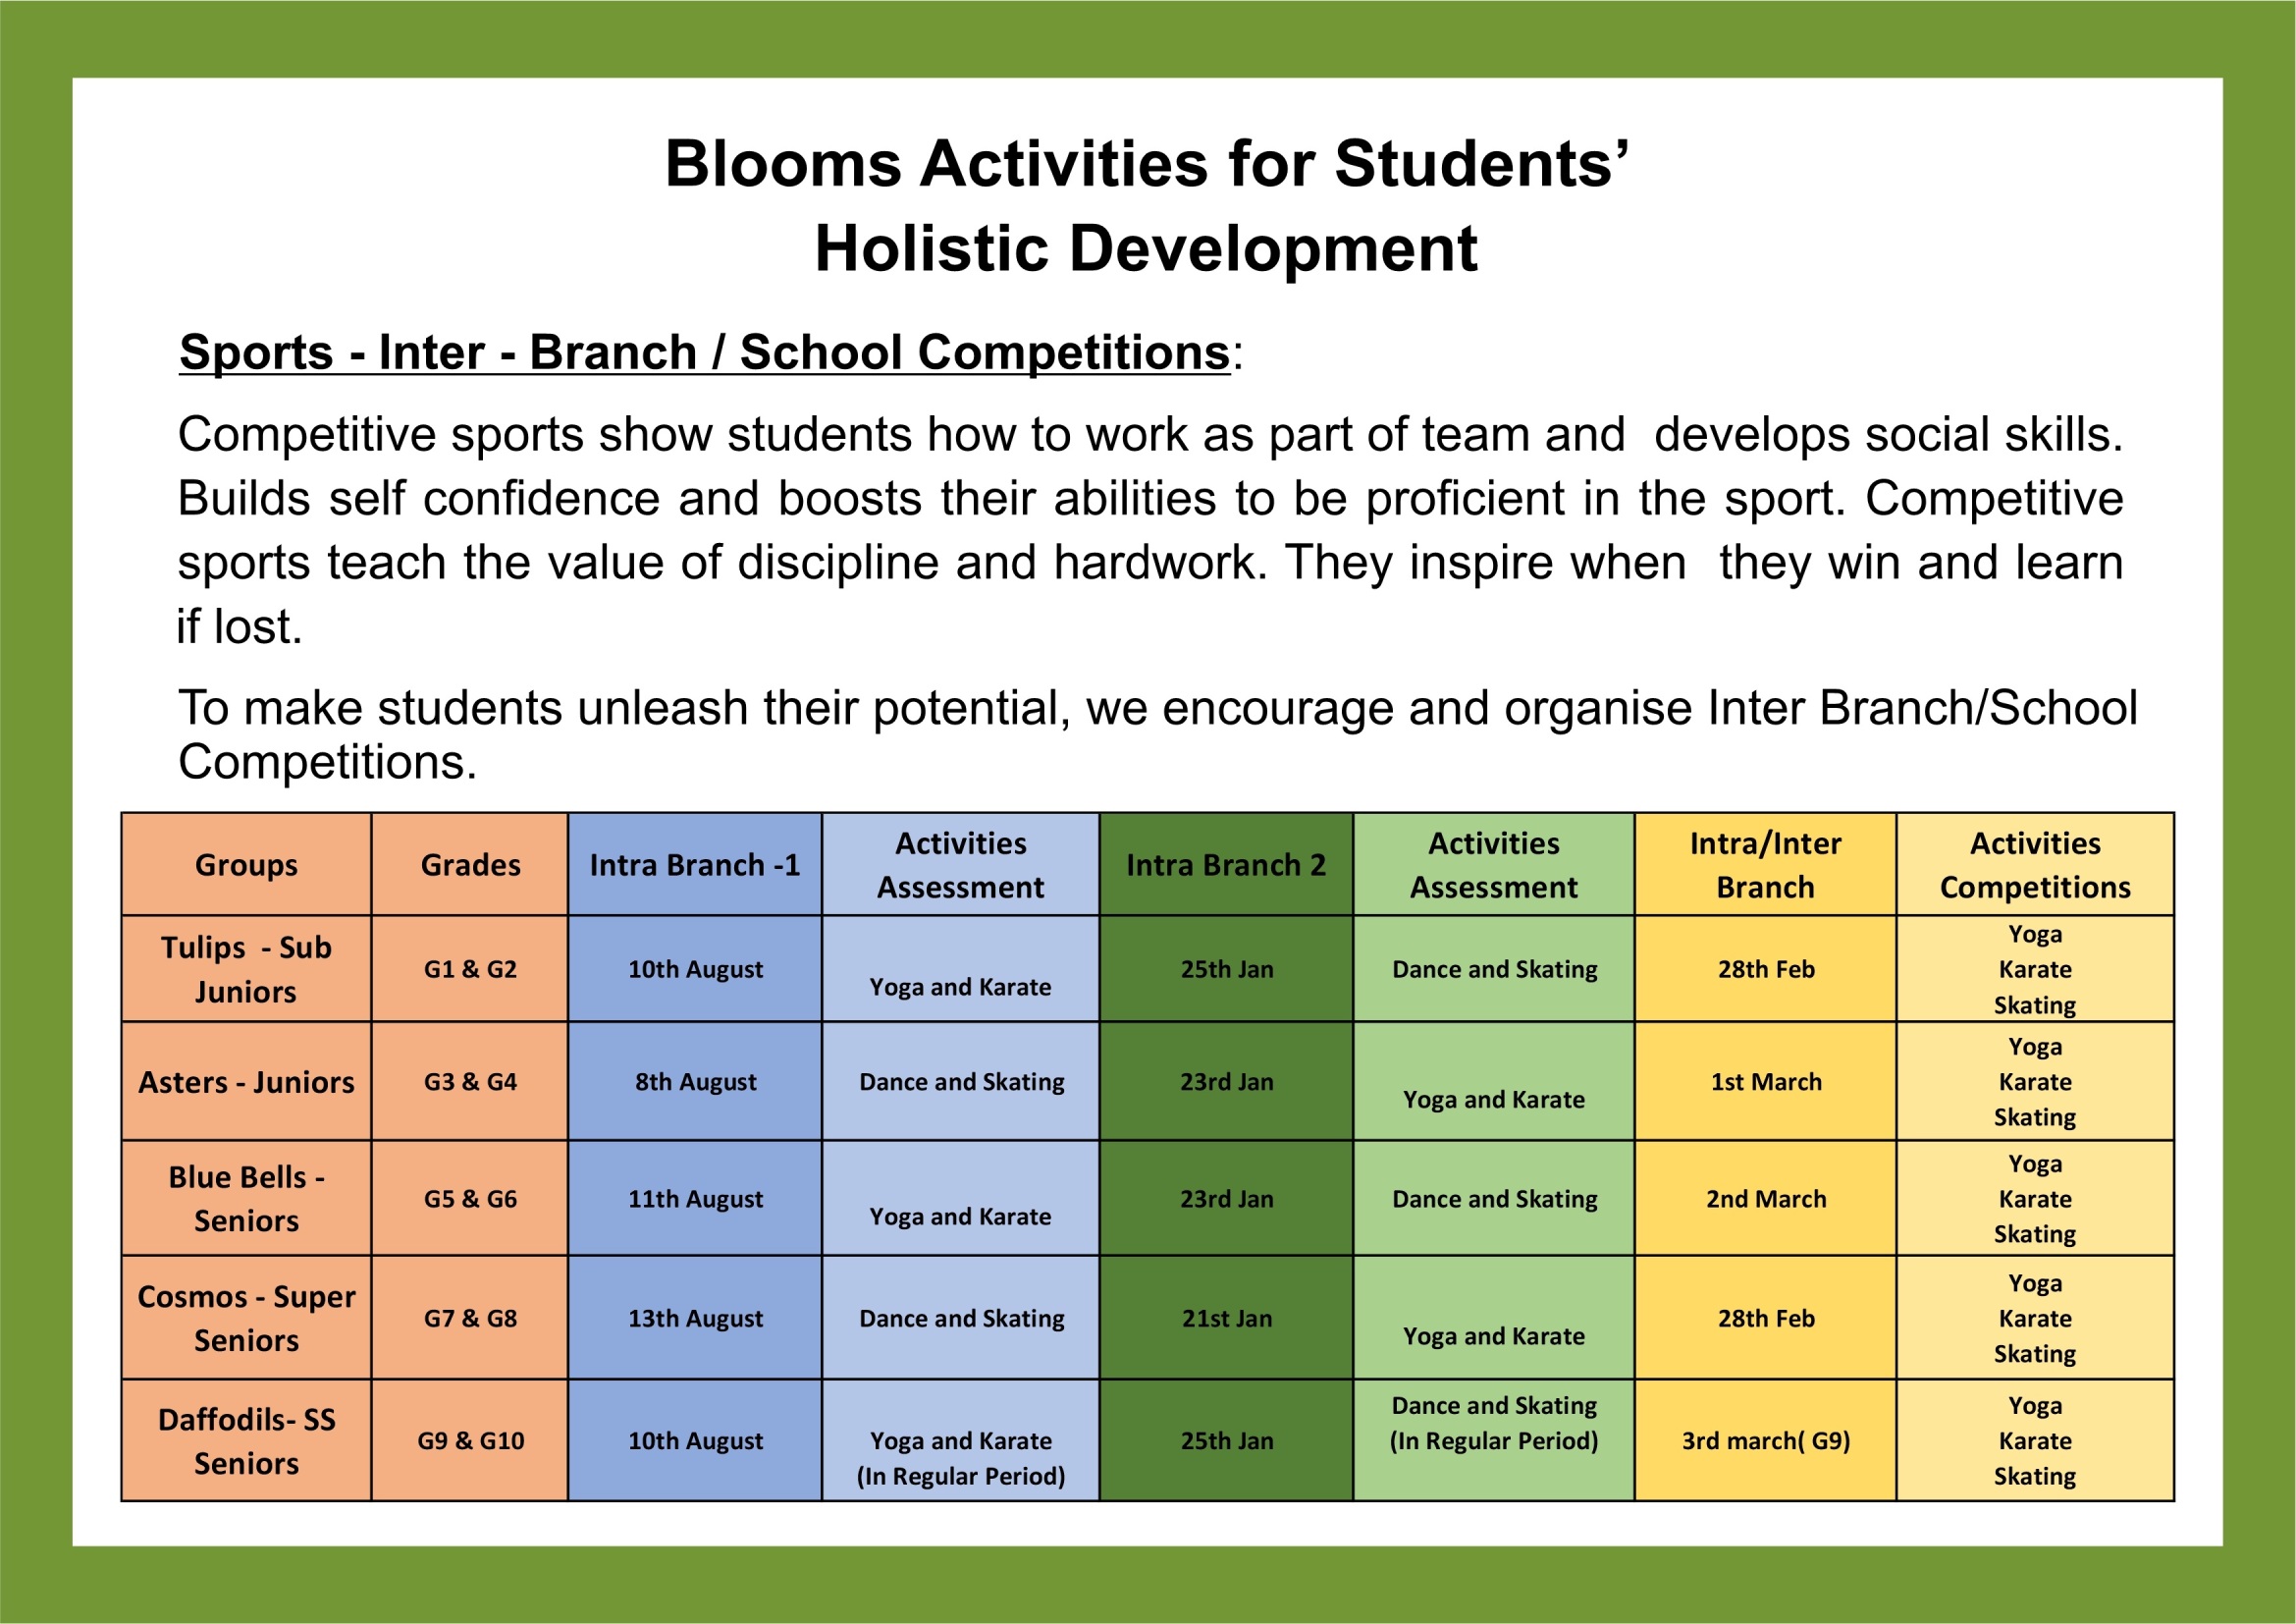 Blooms Activities for Students’
Holistic Development
Sports - Inter - Branch / School Competitions:
Competitive sports show students how to work as part of team and  develops social skills.
Builds self confidence and boosts their abilities to be proficient in the sport. Competitive
sports teach the value of discipline and hardwork. They inspire when  they win and learn
if lost.
To make students unleash their potential, we encourage and organise Inter Branch/School
Competitions.
Groups
Grades
Intra Branch -1
Activities
Assessment
Intra Branch 2
Activities
Assessment
Intra/Inter
Branch
Activities
Competitions
Tulips  - Sub
Juniors
G1 & G2
10th August
Yoga and Karate
25th Jan
Dance and Skating
28th Feb
Yoga
Karate
Skating
Asters - Juniors
G3 & G4
8th August
Dance and Skating
23rd Jan
Yoga and Karate
1st March
Yoga
Karate
Skating
Blue Bells -
Seniors
G5 & G6
11th August
Yoga and Karate
23rd Jan
Dance and Skating
2nd March
Yoga
Karate
Skating
Cosmos - Super
Seniors
G7 & G8
13th August
Dance and Skating
21st Jan
Yoga and Karate
28th Feb
Yoga
Karate
Skating
Daffodils- SS
Seniors
G9 & G10
10th August
Yoga and Karate
(In Regular Period)
25th Jan
Dance and Skating
(In Regular Period)
3rd march( G9)
Yoga
Karate
Skating